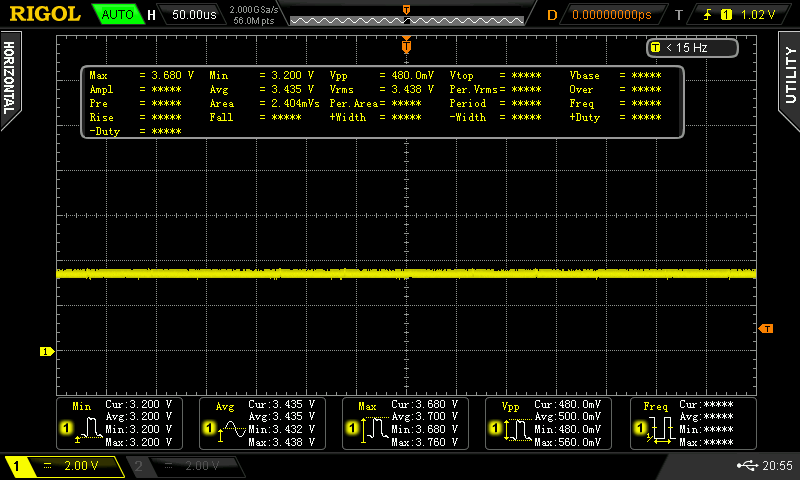 RIGOL AUTO H 50.00us 2.000GSa/s 56.0M pts T D 0.00000000ps T 1 1.02 V
HORIZONTAL
UTILITY
T
T < 15 Hz
Max = 3.680 V Min = 3.200 V Vpp = 480.0mV Vtop = ***** Vbase = *****
Ampl = ***** Avg = 3.435 V Vrms = 3.438 V Per.Vrms= ***** Over = *****
Pre = ***** Area = 2.404mVs Per.Area= ***** Period = ***** Freq = *****
Rise = ***** Fall = ***** +Width = ***** -Width = ***** +Duty = *****
-Duty = *****
T
1
Min 1 Cur:3.200 V
Avg:3.200 V
Min:3.200 V
Max:3.200 V
Avg 1 Cur:3.435 V
Avg:3.435 V
Min:3.432 V
Max:3.438 V
Max 1 Cur:3.680 V
Avg:3.700 V
Min:3.680 V
Max:3.760 V
Vpp 1 Cur:480.0mV
Avg:500.0mV
Min:480.0mV
Max:560.0mV
Freq 1 Cur:*****
Avg:*****
Min:*****
Max:*****
1 2.00 V 2 2.00 V 20:55